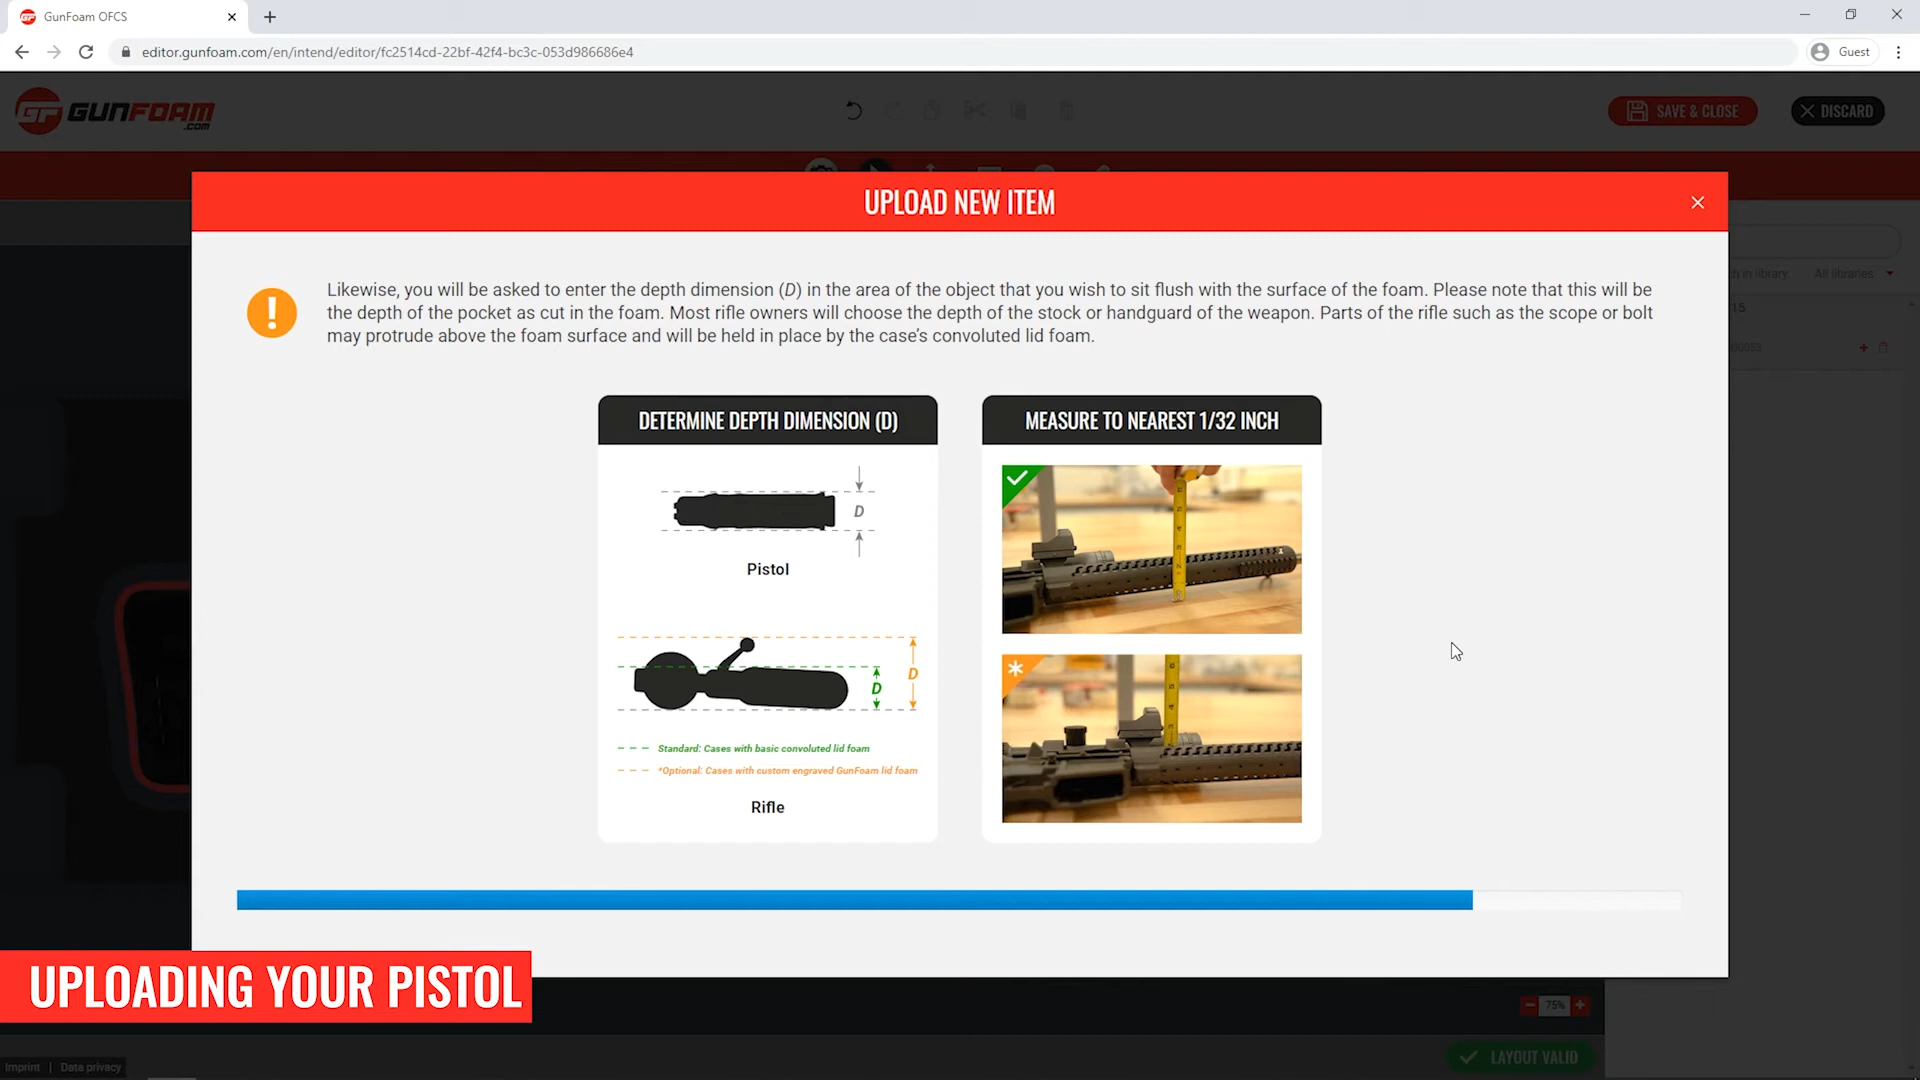 GunFoam OFCS
editor.gunfoam.com/en/intend/editor/fc2514cd-22bf-42f4-bc3c-053d986686e4
Guest
GF GUNFOAM
.COM
SAVE & CLOSE
DISCARD
UPLOAD NEW ITEM
Likewise, you will be asked to enter the depth dimension (D) in the area of the object that you wish to sit flush with the surface of the foam. Please note that this will be
the depth of the pocket as cut in the foam. Most rifle owners will choose the depth of the stock or handguard of the weapon. Parts of the rifle such as the scope or bolt
may protrude above the foam surface and will be held in place by the case's convoluted lid foam.
in library:
All libraries
15
DETERMINE DEPTH DIMENSION (D)
MEASURE TO NEAREST 1/32 INCH
D
Pistol
D
D
Standard: Cases with basic convoluted lid foam
*Optional: Cases with custom engraved GunFoam lid foam
Rifle
UPLOADING YOUR PISTOL
75%
LAYOUT VALID
Imprint | Data privacy